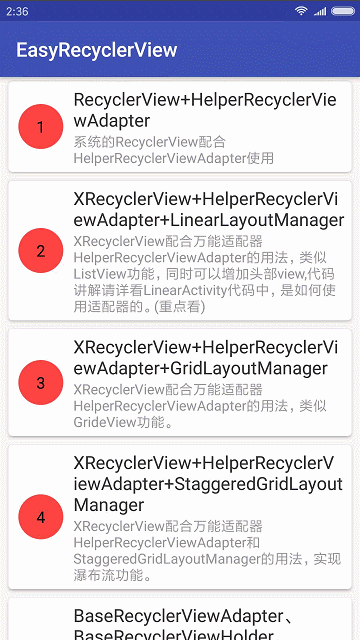 2:36
EasyRecyclerView
RecyclerView+HelperRecyclerVie
wAdapter
1
系统的RecyclerView配合
HelperRecyclerViewAdapter使用
XRecyclerView+HelperRecyclerVi
ewAdapter+LinearLayoutManager
2
XRecyclerView配合万能适配器
HelperRecyclerViewAdapter的用法，类似
ListView功能，同时可以增加头部view,代码
讲解请详看LinearActivity代码中，是如何使
用适配器的。(重点看)
XRecyclerView+HelperRecyclerVi
ewAdapter+GridLayoutManager
3
XRecyclerView配合万能适配器
HelperRecyclerViewAdapter的用法，类似
GrideView功能。
XRecyclerView+HelperRecyclerV
iewAdapter+StaggeredGridLayout
Manager
4
XRecyclerView配合万能适配器
HelperRecyclerViewAdapter和
StaggeredGridLayoutManager的用法，实现
瀑布流功能。
BaseRecyclerViewAdapter、
BaseRecyclerViewHolder